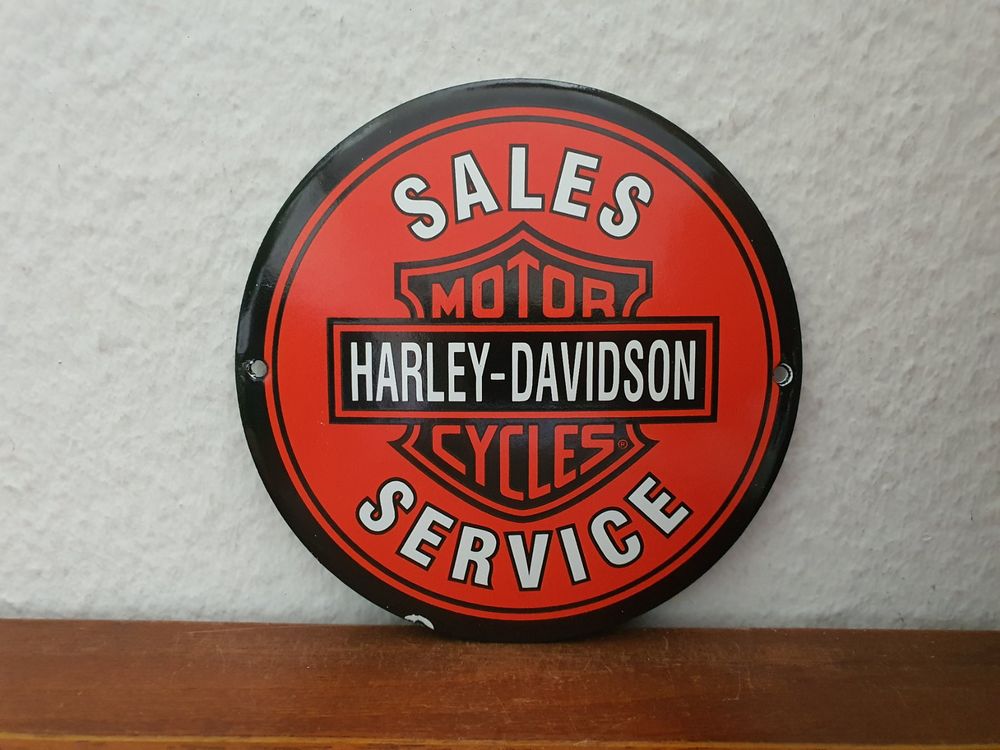 SALES
MOTOR
HARLEY-DAVIDSON
CYCLES®
SERVICE